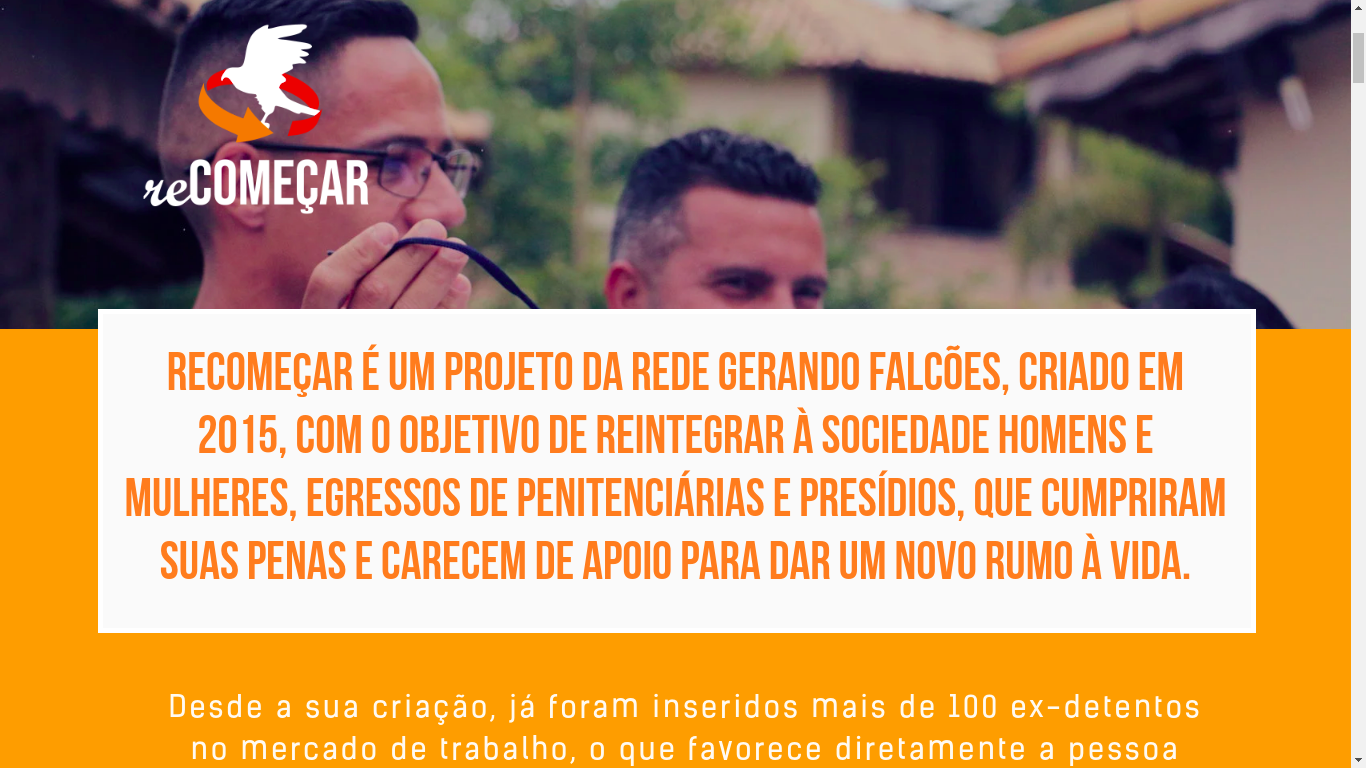 reCOMEÇAR
RECOMEÇAR É UM PROJETO DA REDE GERANDO FALCÕES, CRIADO EM
2015, COM O OBJETIVO DE REINTEGRAR À SOCIEDADE HOMENS E
MULHERES, EGRESSOS DE PENITENCIÁRIAS E PRESÍDIOS, QUE CUMPRIRAM
SUAS PENAS E CARECEM DE APOIO PARA DAR UM NOVO RUMO À VIDA.
Desde a sua criação, já foram inseridos mais de 100 ex-detentos
no mercado de trabalho, o que favorece diretamente a pessoa